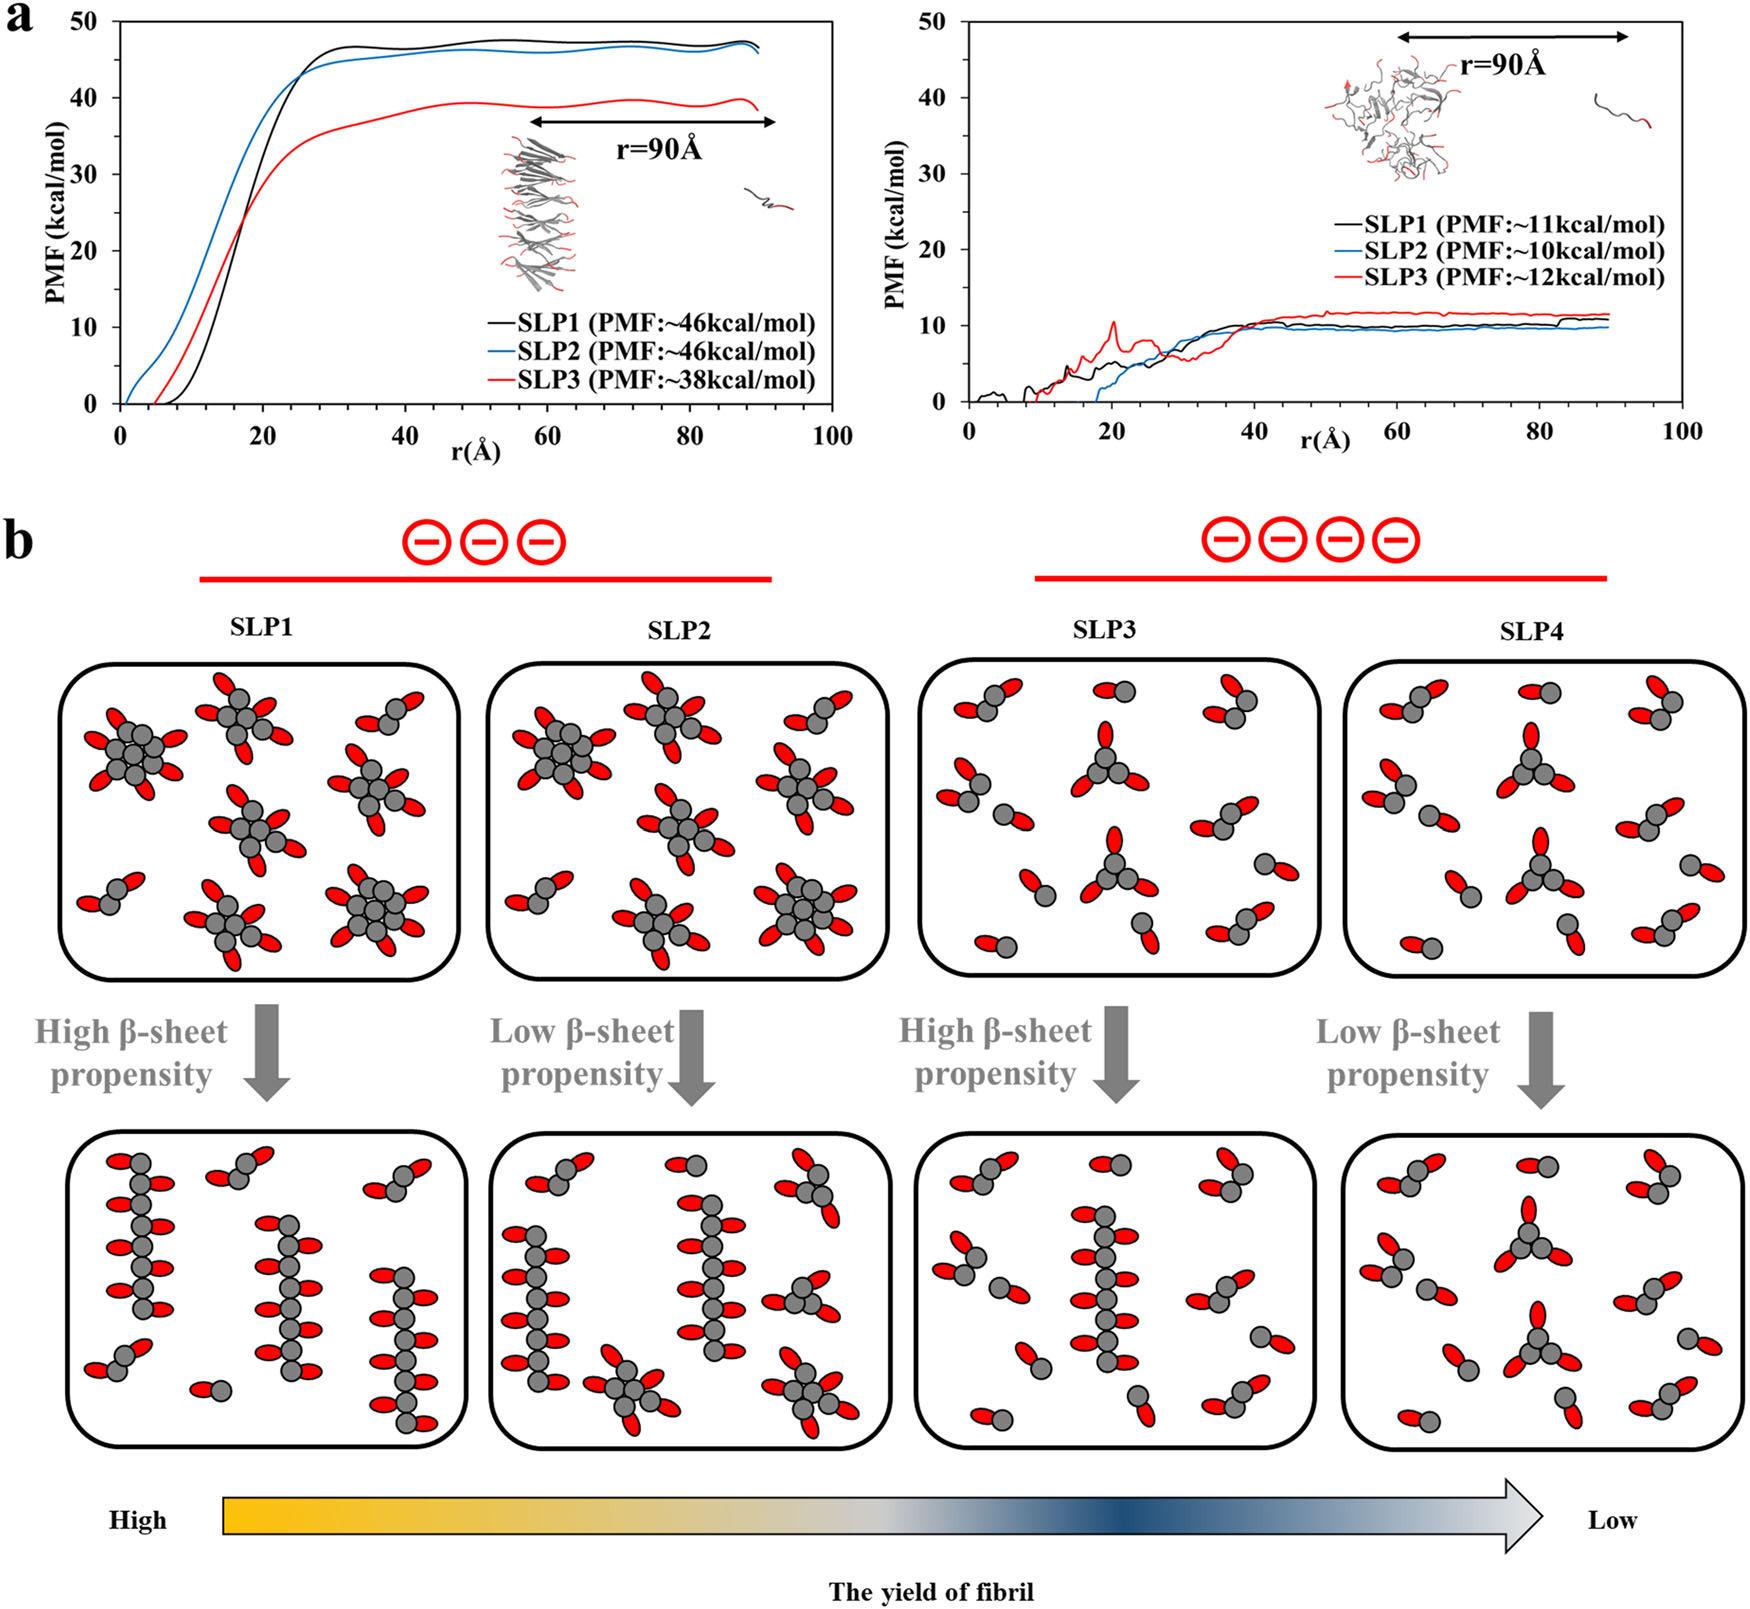 a
50
40
30
20
10
0
PMF (kcal/mol)
r=90Å
SLP1 (PMF:~46kcal/mol)
SLP2 (PMF:~46kcal/mol)
SLP3 (PMF:~38kcal/mol)
0 20 40 60 80 100
r(Å)
50
40
30
20
10
0
PMF (kcal/mol)
r=90Å
SLP1 (PMF:~11kcal/mol)
SLP2 (PMF:~10kcal/mol)
SLP3 (PMF:~12kcal/mol)
0 20 40 60 80 100
r(Å)
b
SLP1 SLP2 SLP3 SLP4
High β-sheet
propensity
Low β-sheet
propensity
High β-sheet
propensity
Low β-sheet
propensity
High
Low
The yield of fibril